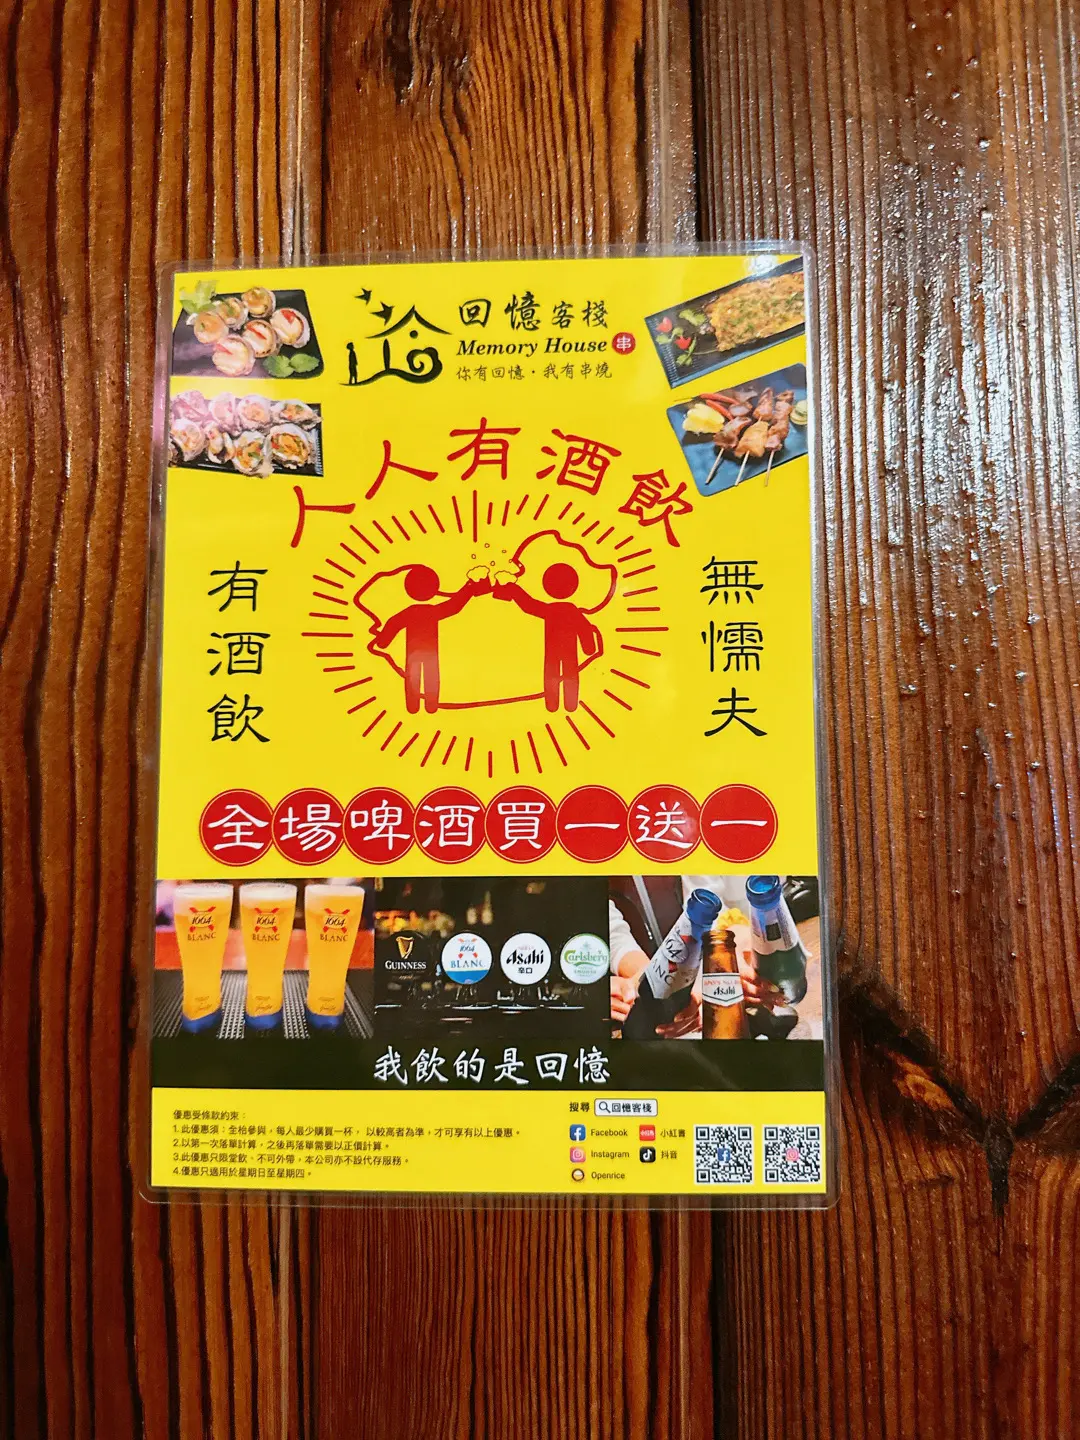 回憶客棧
Memory House 串
你有回憶・我有串燒
人人有酒飲
有酒飲
無懦夫
全場啤酒買一送一
1664
BLANC
1664
BLANC
1664
BLANC
GUINNESS
1664
BLANC
Asahi
辛口
Carlsberg
1664
BLANC
Asahi
我飲的是回憶
優惠受條款約束：
1.此優惠須：全枱參與，每人最少購買一杯， 以較高者為準，才可享有以上優惠。
2.以第一次落單計算，之後再落單需要以正價計算。
3.此優惠只限堂飲、不可外帶，本公司亦不設代存服務。
4.優惠只適用於星期日至星期四。
搜尋 回憶客棧
Facebook 小紅書
Instagram 抖音
Openrice